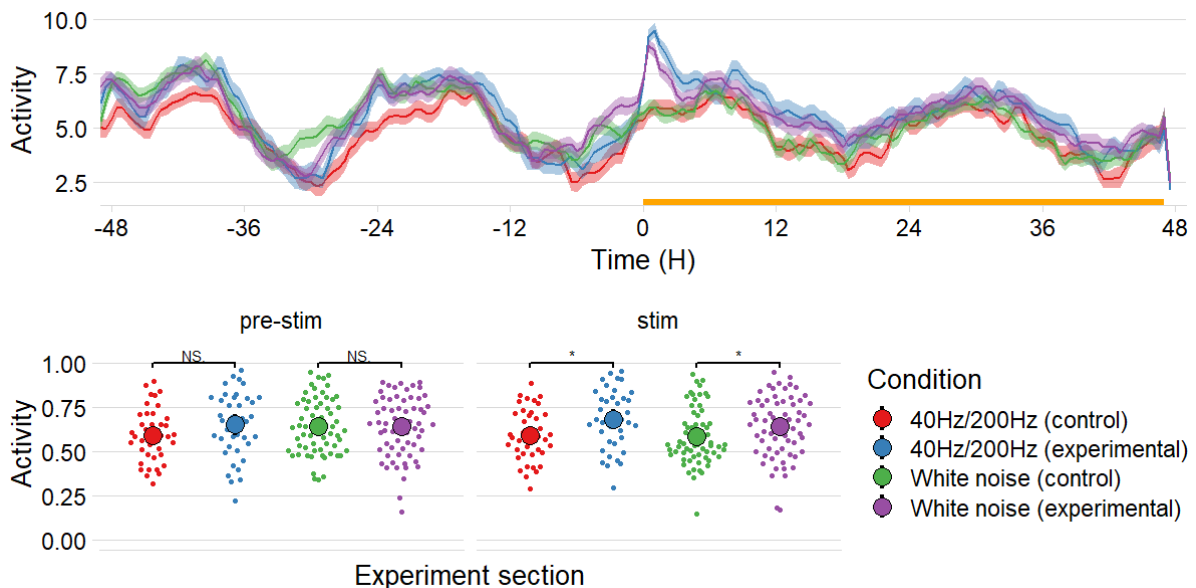 10.0
7.5
5.0
2.5
Activity
-48 -36 -24 -12 0 12 24 36 48
Time (H)
pre-stim stim
NS. NS. * *
1.00
0.75
0.50
0.25
0.00
Activity
Experiment section
Condition
40Hz/200Hz (control)
40Hz/200Hz (experimental)
White noise (control)
White noise (experimental)